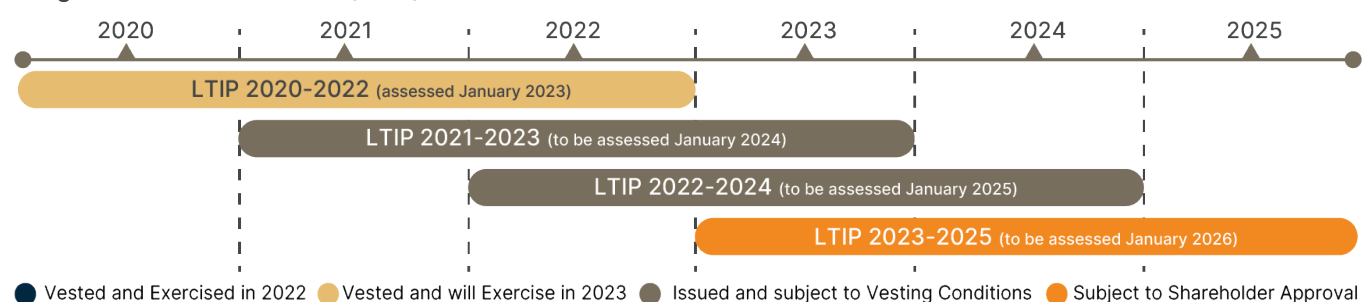 2020 2021 2022 2023 2024 2025
LTIP 2020-2022 (assessed January 2023)
LTIP 2021-2023 (to be assessed January 2024)
LTIP 2022-2024 (to be assessed January 2025)
LTIP 2023-2025 (to be assessed January 2026)
Vested and Exercised in 2022 Vested and will Exercise in 2023 Issued and subject to Vesting Conditions Subject to Shareholder Approval